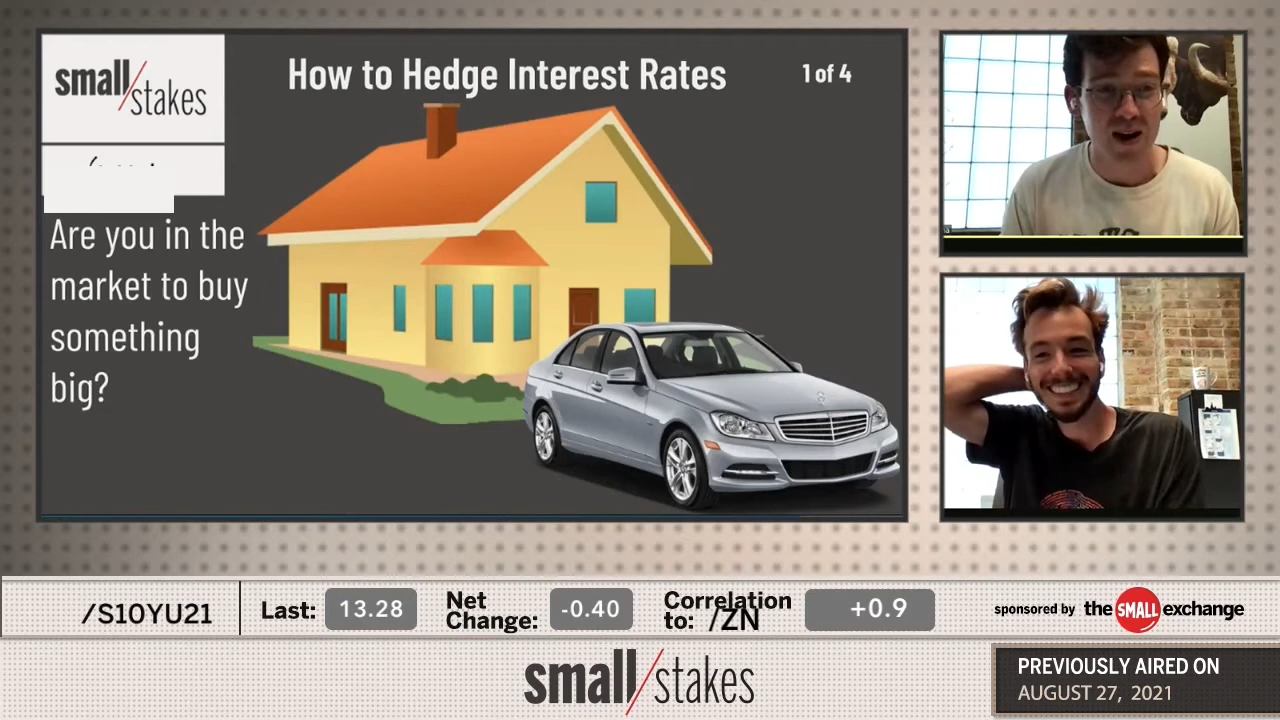 small/stakes
How to Hedge Interest Rates
1 of 4
Are you in the
market to buy
something
big?
/S10YU21
Last:
13.28
Net
Change:
-0.40
Correlation
to: /ZN
+0.9
sponsored by the SMALL exchange
small/stakes
PREVIOUSLY AIRED ON
AUGUST 27, 2021